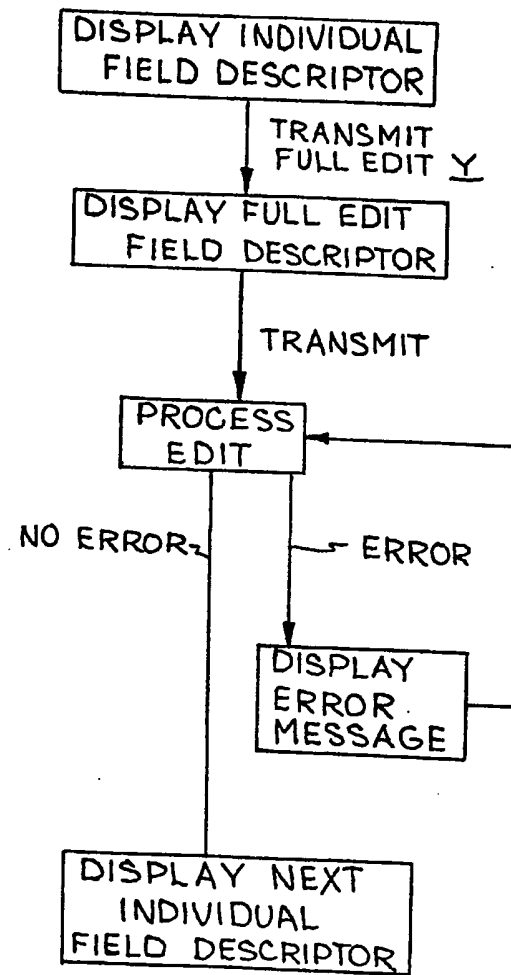 DISPLAY INDIVIDUAL
FIELD DESCRIPTOR
TRANSMIT
FULL EDIT Y
DISPLAY FULL EDIT
FIELD DESCRIPTOR
TRANSMIT
PROCESS
EDIT
NO ERROR
ERROR
DISPLAY
ERROR
MESSAGE
DISPLAY NEXT
INDIVIDUAL
FIELD DESCRIPTOR